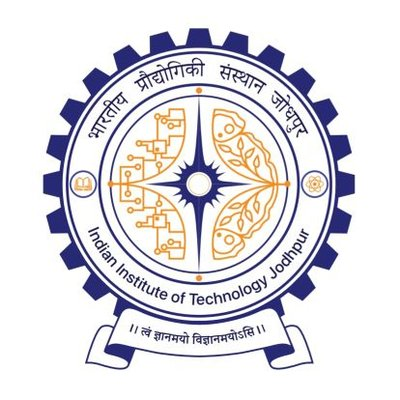 भारतीय प्रौद्योगिकी संस्थान जोधपुर
Indian Institute of Technology Jodhpur
।। त्वं ज्ञानमयो विज्ञानमयोऽसि ।।